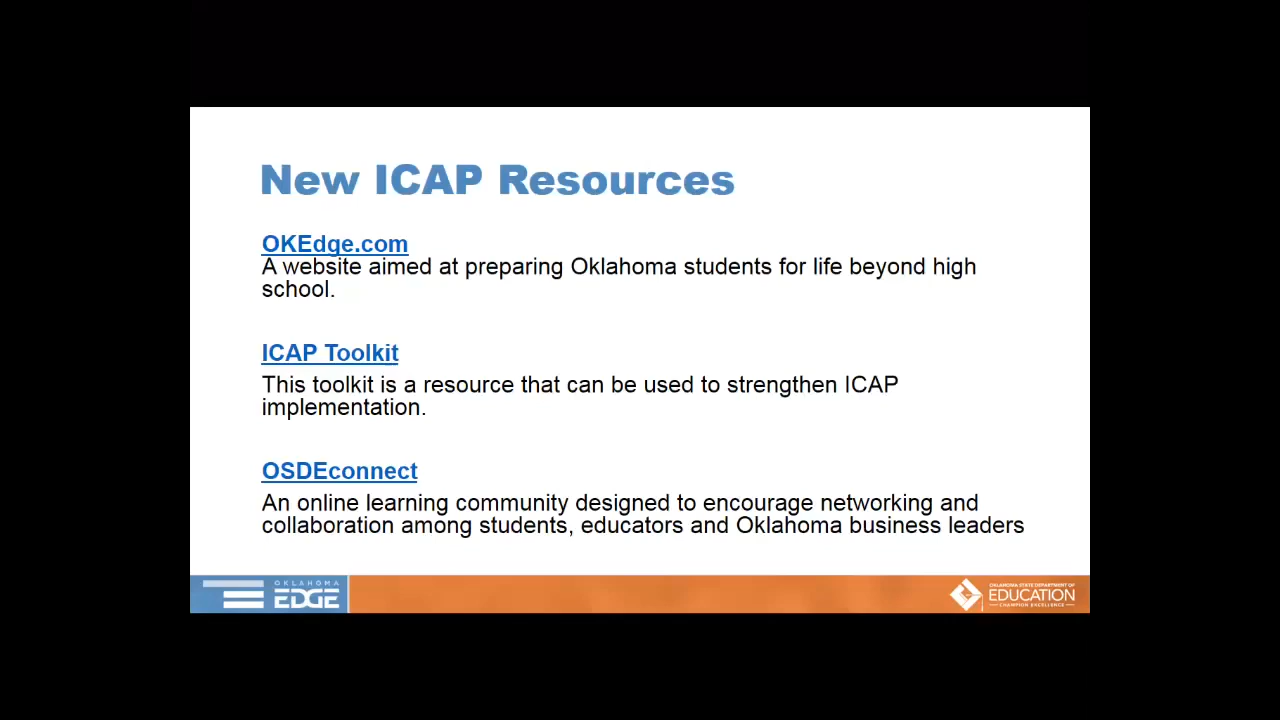 New ICAP Resources
OKEdge.com
A website aimed at preparing Oklahoma students for life beyond high
school.
ICAP Toolkit
This toolkit is a resource that can be used to strengthen ICAP
implementation.
OSDEconnect
An online learning community designed to encourage networking and
collaboration among students, educators and Oklahoma business leaders
OKLAHOMA
EDGE
OKLAHOMA STATE DEPARTMENT OF
EDUCATION
CHAMPION EXCELLENCE